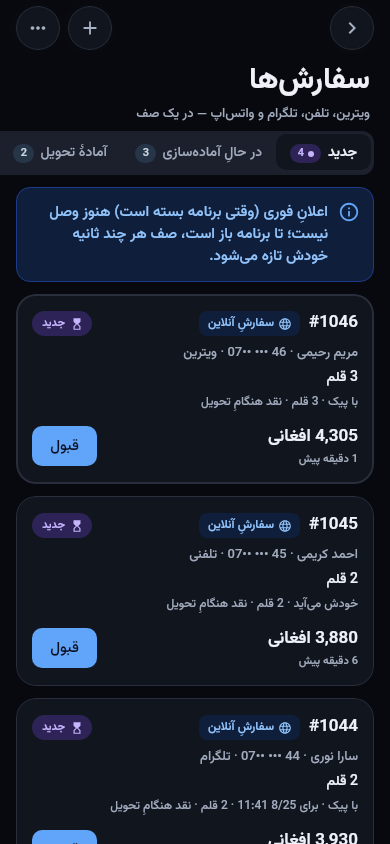 سفارش‌ها
ویترین، تلفن، تلگرام و واتس‌اپ — در یک صف
جدید 4 در حالِ آماده‌سازی 3 آمادهٔ تحویل 2
اعلانِ فوری (وقتی برنامه بسته است) هنوز وصل
نیست؛ تا برنامه باز است، صف هر چند ثانیه
خودش تازه می‌شود.
#1046 سفارشِ آنلاین جدید
مریم رحیمی · 07•• ••• 46 · ویترین
3 قلم
با پیک · 3 قلم · نقد هنگامِ تحویل
4,305 افغانی
قبول
1 دقیقه پیش
#1045 سفارشِ آنلاین جدید
احمد کریمی · 07•• ••• 45 · تلفنی
2 قلم
خودش می‌آید · 2 قلم · نقد هنگامِ تحویل
3,880 افغانی
قبول
6 دقیقه پیش
#1044 سفارشِ آنلاین جدید
سارا نوری · 07•• ••• 44 · تلگرام
2 قلم
با پیک · برای 8/25 11:41 · 2 قلم · نقد هنگامِ تحویل
3,930 افغانی